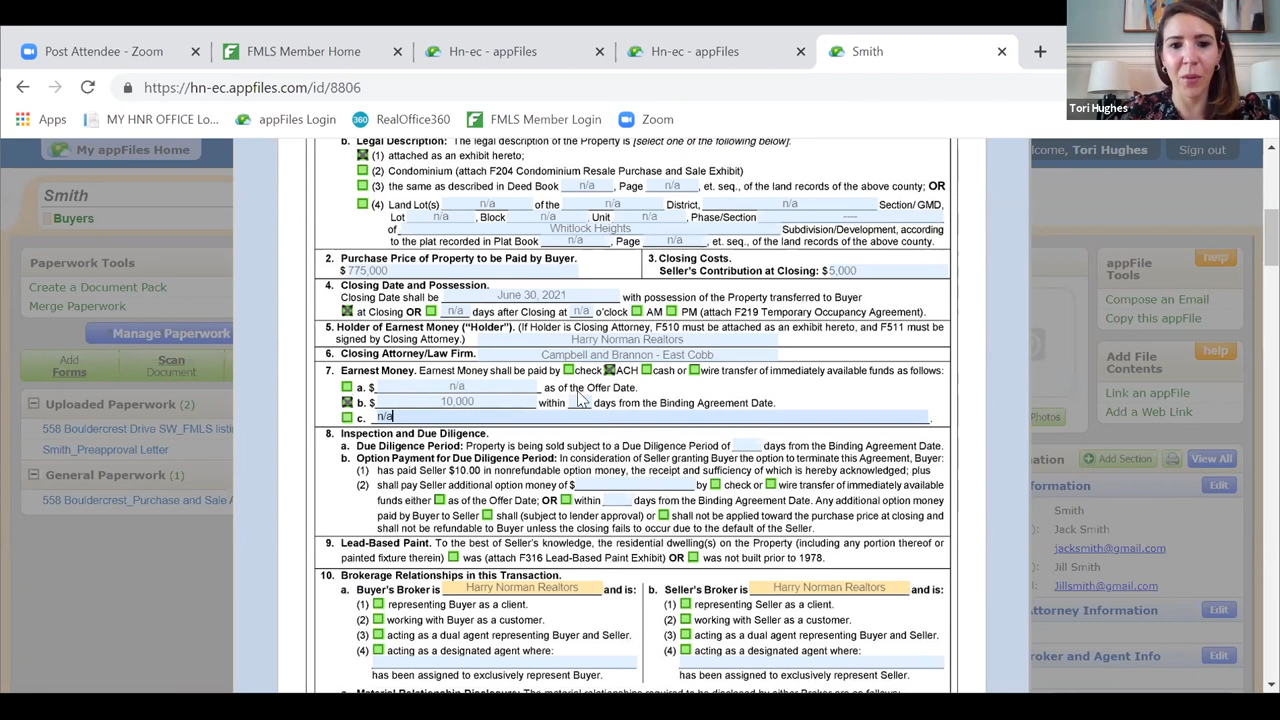 Post Attendee - Zoom
FMLS Member Home
Hn-ec - appFiles
Hn-ec - appFiles
Smith
Tori Hughes
https://hn-ec.appfiles.com/id/8806
Apps
MY HNR OFFICE Lo...
appFiles Login
RealOffice360
FMLS Member Login
Zoom
My appFiles Home
lcome, Tori Hughes
Sign out
Smith
Buyers
Paperwork Tools
Create a Document Pack
Merge Paperwork
Manage Paperwork
Add Forms
Scan Document
Uploaded Paperwork (2)
558 Bouldercrest Drive SW_FMLS listing
Smith_Preapproval Letter
General Paperwork (1)
500 Bouldercrest_Purchase and Sale A
b. Legal Description: The legal description of the Property is [select one of the following below]:
(1) attached as an exhibit hereto;
(2) Condominium (attach F204 Condominium Resale Purchase and Sale Exhibit)
(3) the same as described in Deed Book n/a, Page n/a, et. seq., of the land records of the above county; OR
(4) Land Lot(s) n/a of the n/a District, n/a Section/ GMD,
Lot n/a, Block n/a, Unit n/a, Phase/Section ----
of Whitlock Heights Subdivision/Development, according
to the plat recorded in Plat Book n/a, Page n/a, et. seq., of the land records of the above county.
2. Purchase Price of Property to be Paid by Buyer.
$ 775,000
3. Closing Costs.
Seller's Contribution at Closing: $ 5,000
4. Closing Date and Possession.
Closing Date shall be June 30, 2021 with possession of the Property transferred to Buyer
at Closing OR n/a days after Closing at n/a o'clock AM PM (attach F219 Temporary Occupancy Agreement).
5. Holder of Earnest Money ("Holder"). (If Holder is Closing Attorney, F510 must be attached as an exhibit hereto, and F511 must be
signed by Closing Attorney.) Harry Norman Realtors
6. Closing Attorney/Law Firm. Campbell and Brannon - East Cobb
7. Earnest Money. Earnest Money shall be paid by check ACH cash or wire transfer of immediately available funds as follows:
a. $ n/a as of the Offer Date.
b. $ 10,000 within days from the Binding Agreement Date.
c. n/a .
8. Inspection and Due Diligence.
a. Due Diligence Period: Property is being sold subject to a Due Diligence Period of days from the Binding Agreement Date.
b. Option Payment for Due Diligence Period: In consideration of Seller granting Buyer the option to terminate this Agreement, Buyer:
(1) has paid Seller $10.00 in nonrefundable option money, the receipt and sufficiency of which is hereby acknowledged; plus
(2) shall pay Seller additional option money of $ by check or wire transfer of immediately available
funds either as of the Offer Date; OR within days from the Binding Agreement Date. Any additional option money
paid by Buyer to Seller shall (subject to lender approval) or shall not be applied toward the purchase price at closing and
shall not be refundable to Buyer unless the closing fails to occur due to the default of the Seller.
9. Lead-Based Paint. To the best of Seller's knowledge, the residential dwelling(s) on the Property (including any portion thereof or
painted fixture therein) was (attach F316 Lead-Based Paint Exhibit) OR was not built prior to 1978.
10. Brokerage Relationships in this Transaction.
a. Buyer's Broker is Harry Norman Realtors and is:
(1) representing Buyer as a client.
(2) working with Buyer as a customer.
(3) acting as a dual agent representing Buyer and Seller.
(4) acting as a designated agent where:
has been assigned to exclusively represent Buyer.
b. Seller's Broker is Harry Norman Realtors and is:
(1) representing Seller as a client.
(2) working with Seller as a customer.
(3) acting as a dual agent representing Buyer and Seller.
(4) acting as a designated agent where:
has been assigned to exclusively represent Seller.
appFile Tools
help
Compose an Email
Copy this appFile
Add File Contents
help
Link an appFile
Add a Web Link
Photos
mation
Add Section
View All
nformation
Edit
Smith
: Jack Smith
: jacksmith@gmail.com
: Jill Smith
: Jillsmith@gmail.com
ttorney Information
Edit
roker and Agent Info
Edit